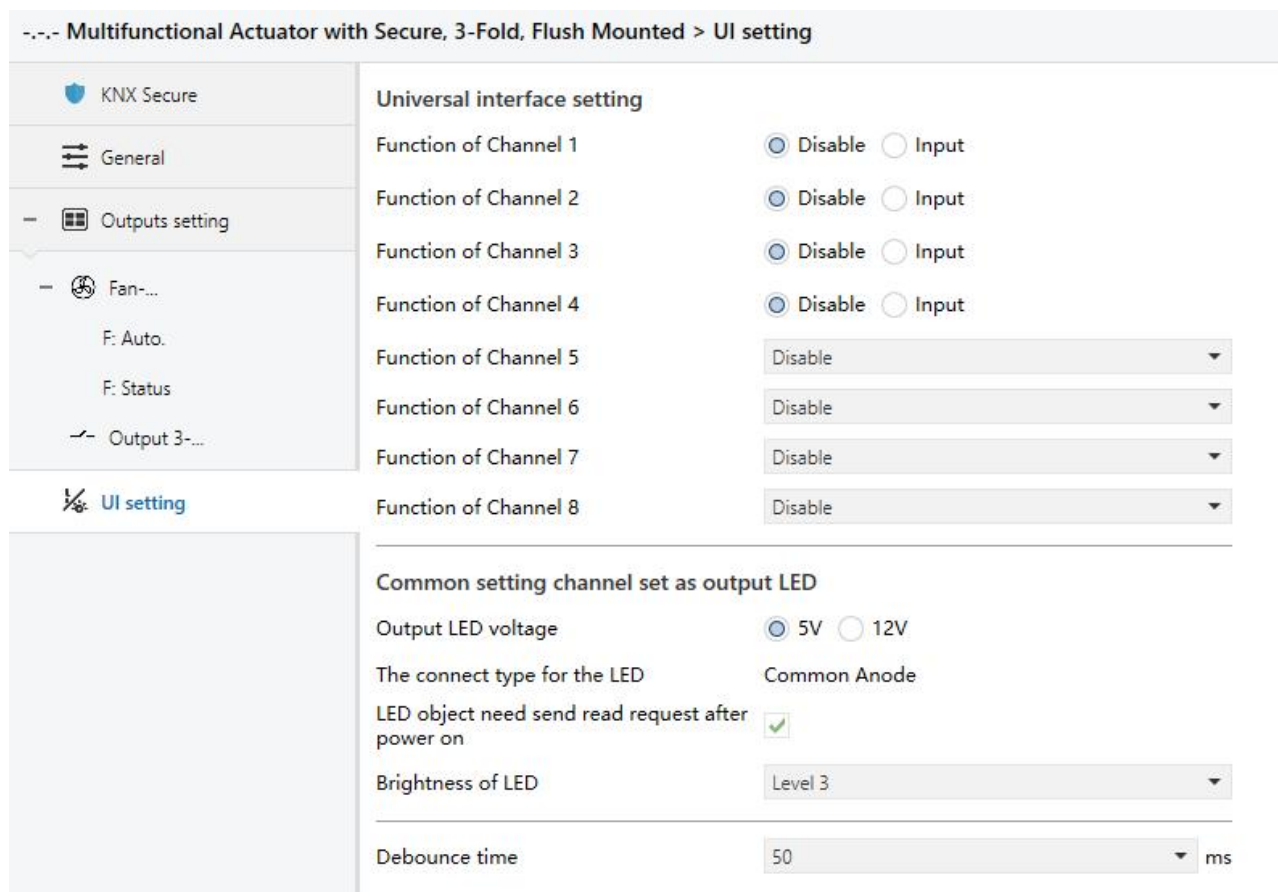 -.-.- Multifunctional Actuator with Secure, 3-Fold, Flush Mounted > UI setting
KNX Secure
General
Outputs setting
Fan-...
F: Auto.
F: Status
Output 3-...
UI setting
Universal interface setting
Function of Channel 1 Disable Input
Function of Channel 2 Disable Input
Function of Channel 3 Disable Input
Function of Channel 4 Disable Input
Function of Channel 5 Disable
Function of Channel 6 Disable
Function of Channel 7 Disable
Function of Channel 8 Disable
Common setting channel set as output LED
Output LED voltage 5V 12V
The connect type for the LED Common Anode
LED object need send read request after
power on
Brightness of LED Level 3
Debounce time 50 ms